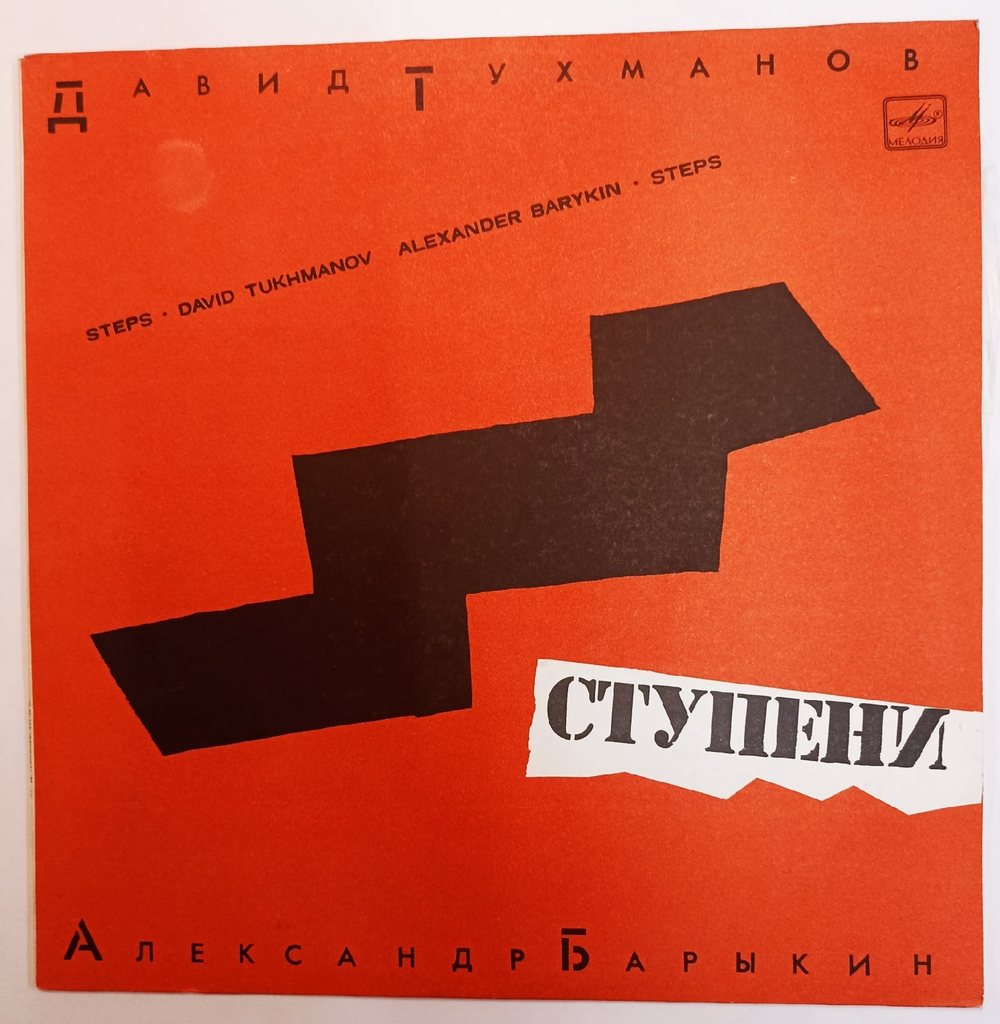 Давид Тухманов
МЕЛОДИЯ
STEPS · DAVID TUKHMANOV ALEXANDER BARYKIN · STEPS
СТУПЕНИ
Александр Барыкин